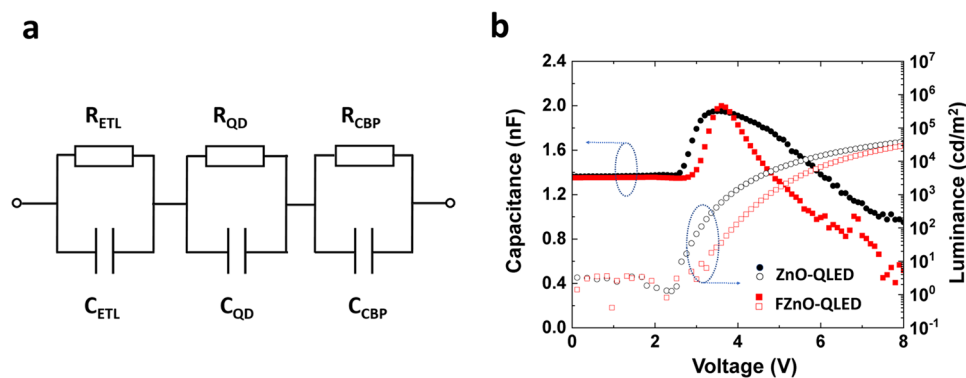 a
R_ETL R_QD R_CBP
C_ETL C_QD C_CBP
b
Capacitance (nF)
2.4
2.0
1.6
1.2
0.8
0.4
0.0
0 2 4 6 8
Voltage (V)
ZnO-QLED
FZnO-QLED
10^7
10^6
10^5
10^4
10^3
10^2
10^1
10^0
10^-1
Luminance (cd/m^2)